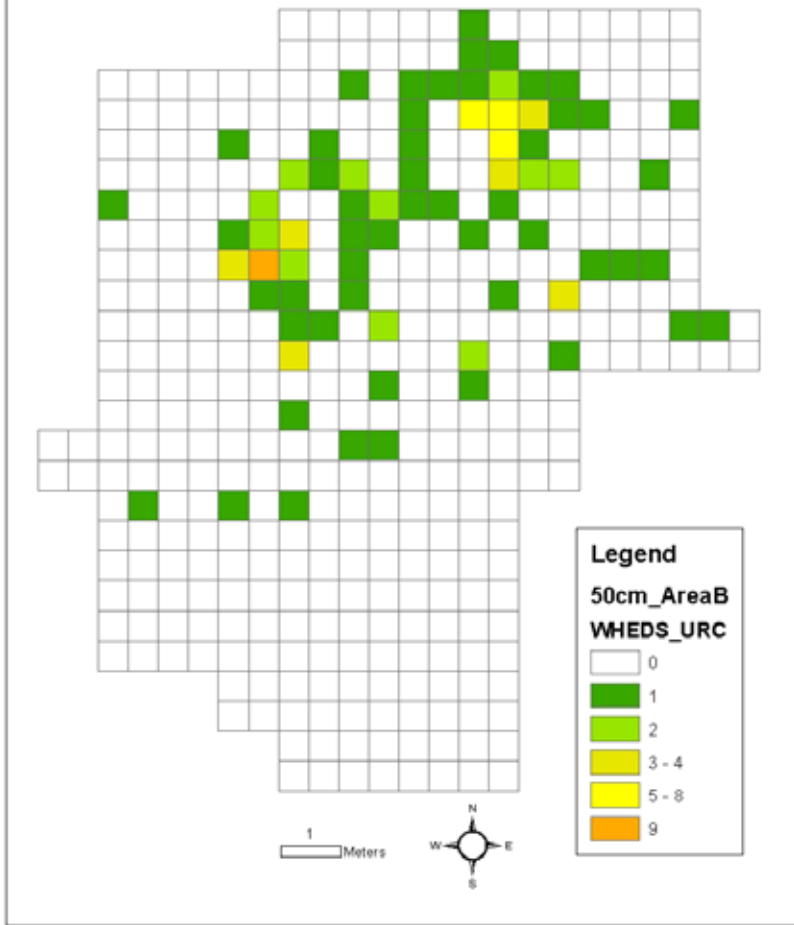 Legend
50cm_AreaB
WHEDS_URC
0
1
2
3 - 4
5 - 8
9
1
Meters
N
W E
S